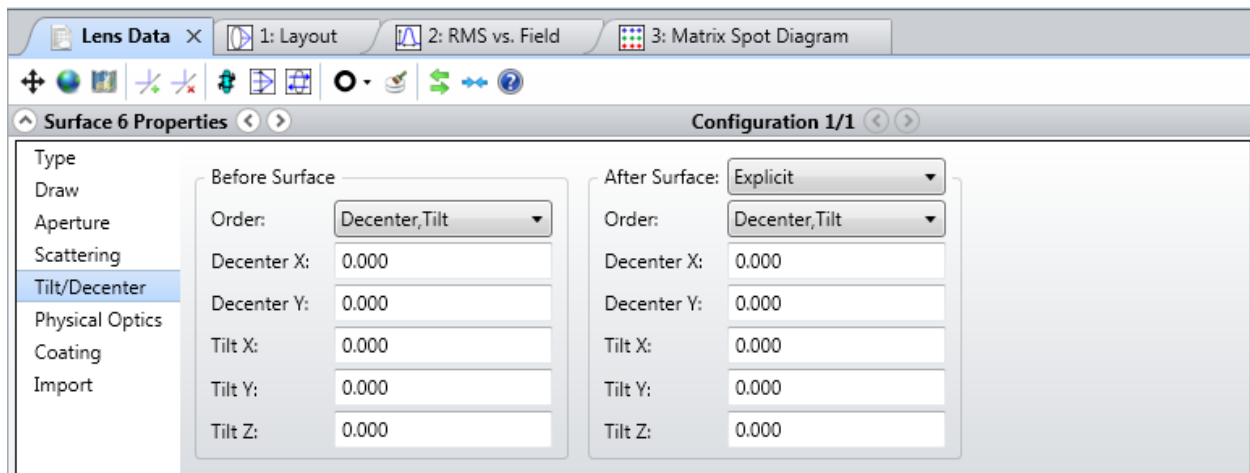 Lens Data × 1: Layout 2: RMS vs. Field 3: Matrix Spot Diagram
Surface 6 Properties Configuration 1/1
Type
Draw
Aperture
Scattering
Tilt/Decenter
Physical Optics
Coating
Import
Before Surface
Order: Decenter,Tilt
Decenter X: 0.000
Decenter Y: 0.000
Tilt X: 0.000
Tilt Y: 0.000
Tilt Z: 0.000
After Surface: Explicit
Order: Decenter,Tilt
Decenter X: 0.000
Decenter Y: 0.000
Tilt X: 0.000
Tilt Y: 0.000
Tilt Z: 0.000